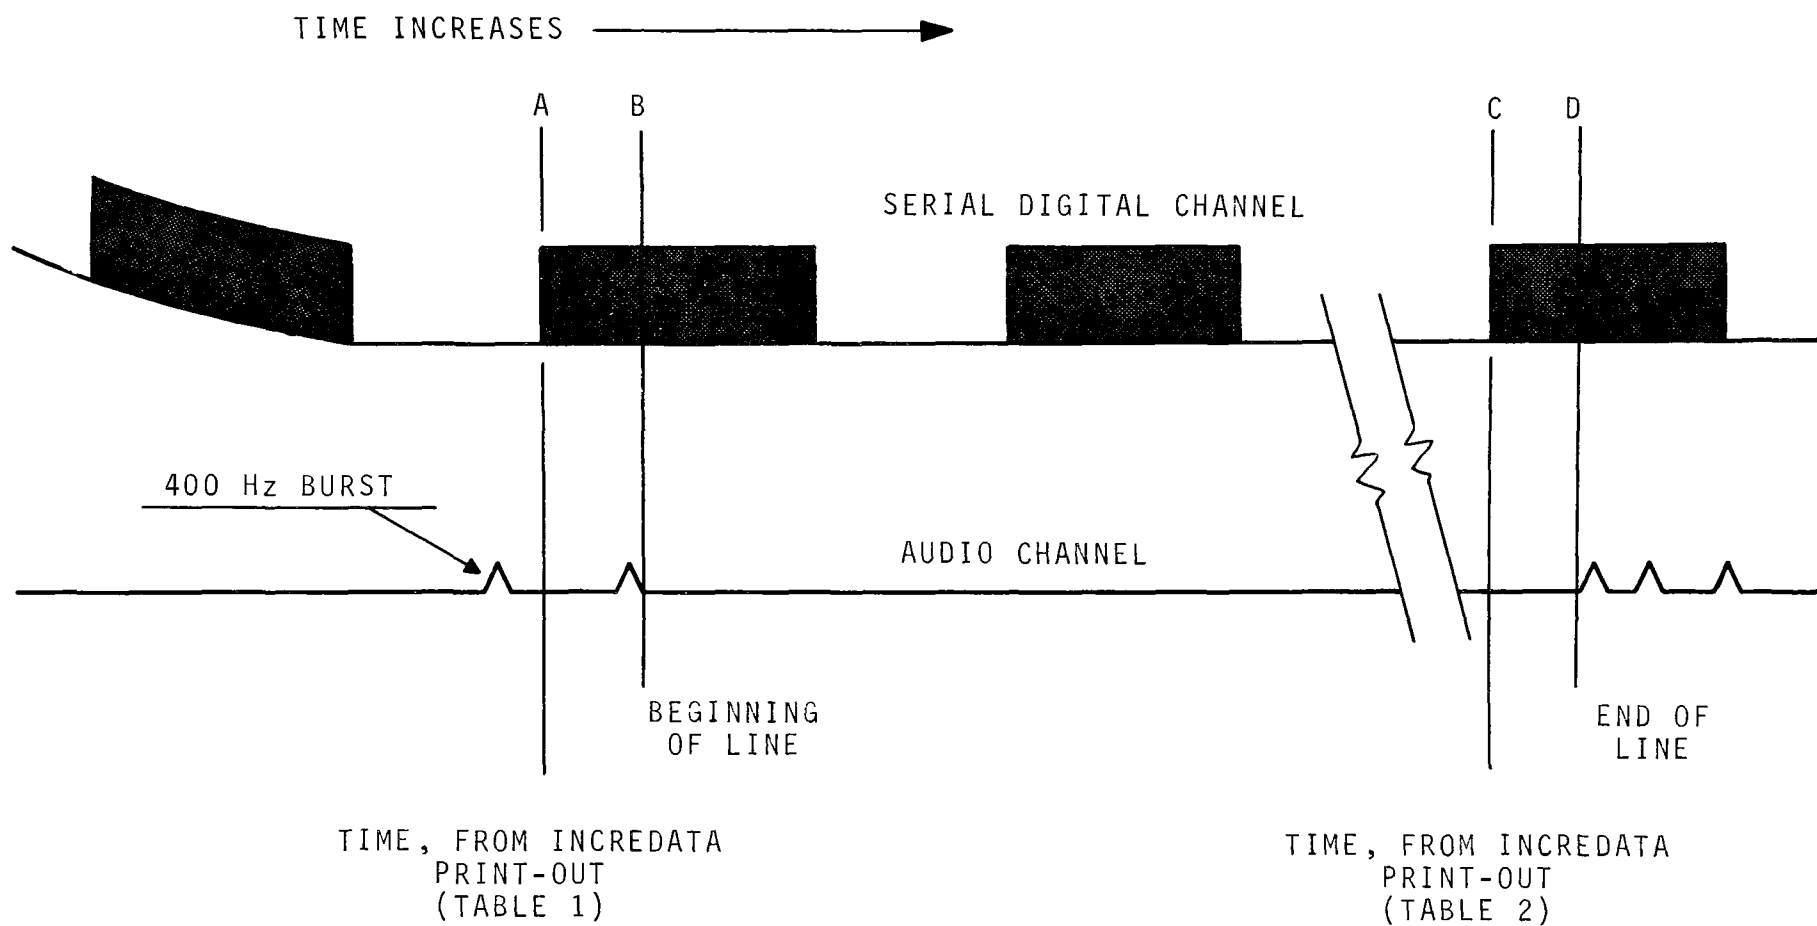 TIME INCREASES
A
B
C
D
SERIAL DIGITAL CHANNEL
400 Hz BURST
AUDIO CHANNEL
BEGINNING
OF LINE
END OF
LINE
TIME, FROM INCREDATA
PRINT-OUT
(TABLE 1)
TIME, FROM INCREDATA
PRINT-OUT
(TABLE 2)